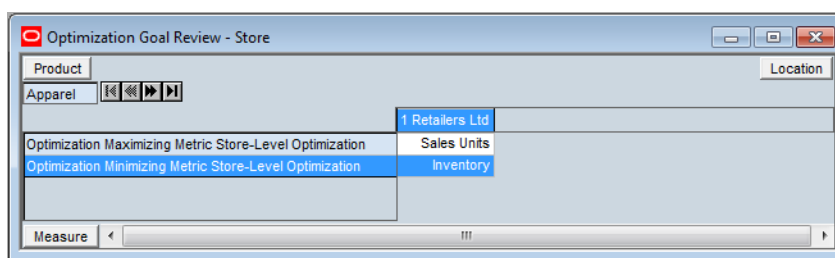 Optimization Goal Review - Store
Product
Location
Apparel
1 Retailers Ltd
Optimization Maximizing Metric Store-Level Optimization Sales Units
Optimization Minimizing Metric Store-Level Optimization Inventory
Measure